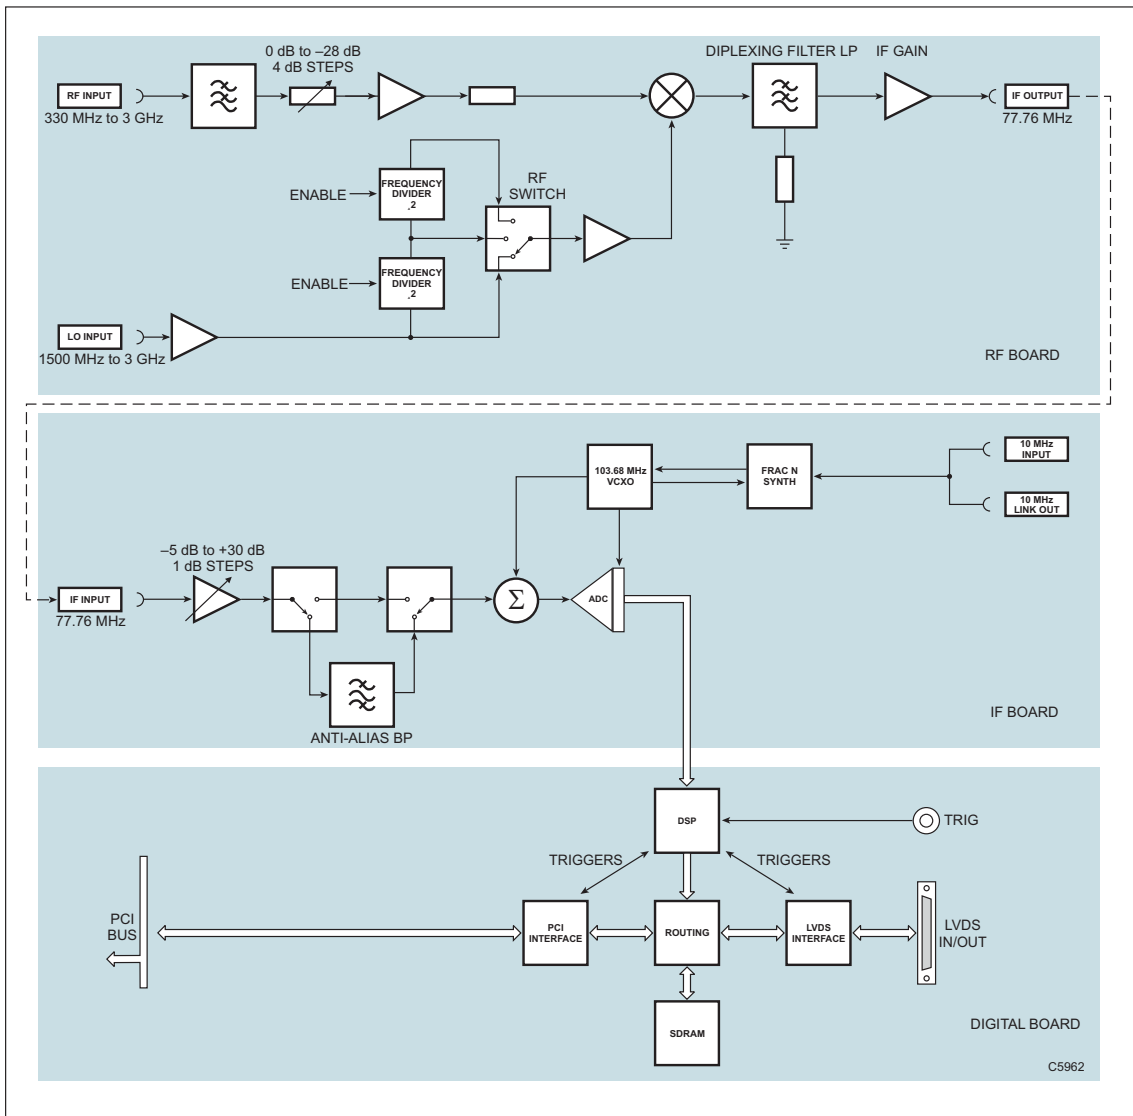 0 dB to –28 dB
4 dB STEPS
DIPLEXING FILTER LP
IF GAIN
RF INPUT
330 MHz to 3 GHz
IF OUTPUT
77.76 MHz
ENABLE
FREQUENCY
DIVIDER
.2
RF
SWITCH
ENABLE
FREQUENCY
DIVIDER
.2
LO INPUT
1500 MHz to 3 GHz
RF BOARD
103.68 MHz
VCXO
FRAC N
SYNTH
10 MHz
INPUT
10 MHz
LINK OUT
–5 dB to +30 dB
1 dB STEPS
IF INPUT
77.76 MHz
Σ
ADC
ANTI-ALIAS BP
IF BOARD
DSP
TRIG
TRIGGERS
TRIGGERS
PCI
BUS
PCI
INTERFACE
ROUTING
LVDS
INTERFACE
LVDS
IN/OUT
SDRAM
DIGITAL BOARD
C5962